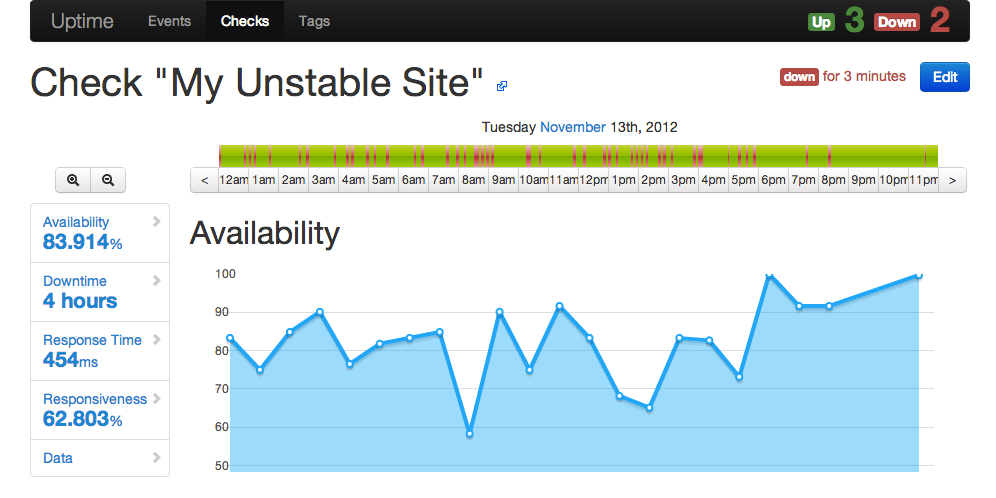 Uptime Events Checks Tags Up 3 Down 2
Check "My Unstable Site" down for 3 minutes Edit
Tuesday November 13th, 2012
< 12am 1am 2am 3am 4am 5am 6am 7am 8am 9am 10am 11am 12pm 1pm 2pm 3pm 4pm 5pm 6pm 7pm 8pm 9pm 10pm 11pm >
Availability
83.914%
Downtime
4 hours
Response Time
454ms
Responsiveness
62.803%
Data
Availability
100
90
80
70
60
50